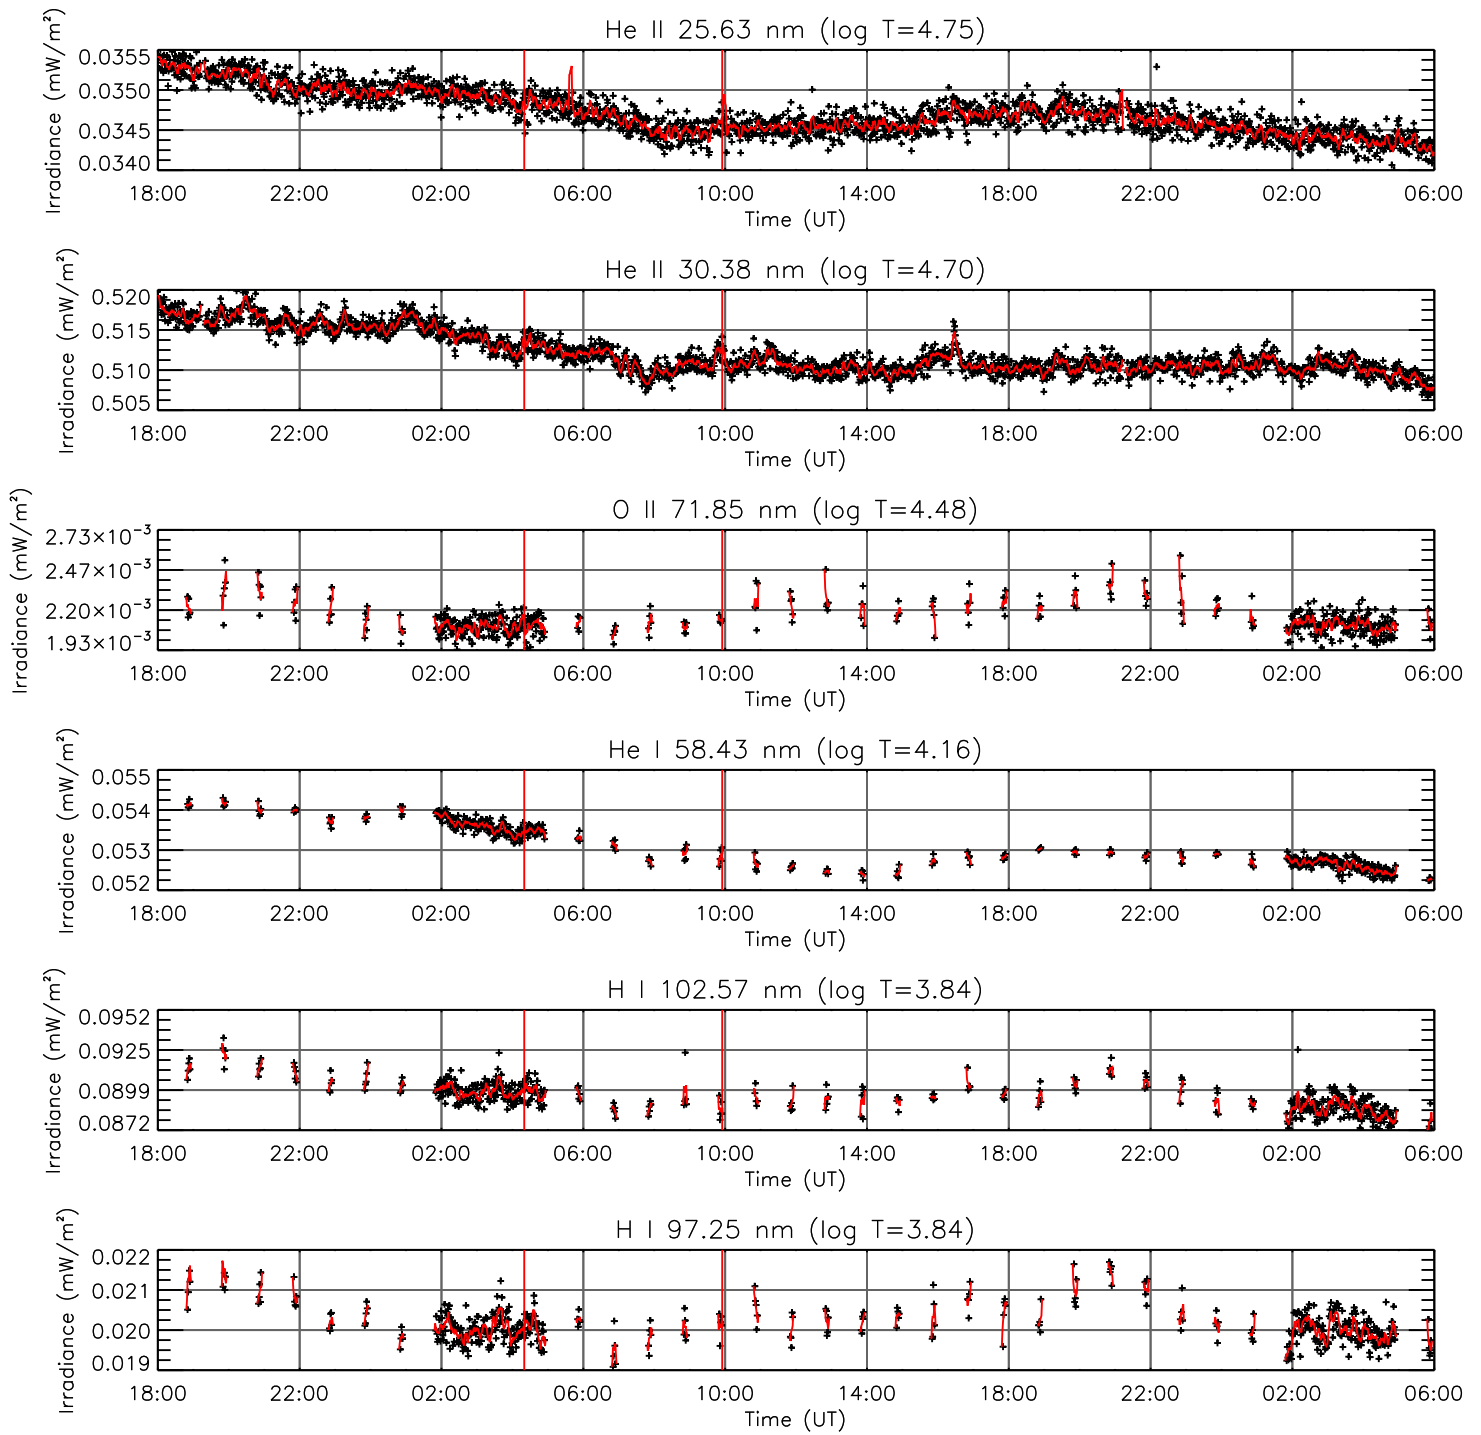 He II 25.63 nm (log T=4.75)
Irradiance (mW/m²)
0.0355
0.0350
0.0345
0.0340
18:00 22:00 02:00 06:00 10:00 14:00 18:00 22:00 02:00 06:00
Time (UT)
He II 30.38 nm (log T=4.70)
Irradiance (mW/m²)
0.520
0.515
0.510
0.505
18:00 22:00 02:00 06:00 10:00 14:00 18:00 22:00 02:00 06:00
Time (UT)
O II 71.85 nm (log T=4.48)
Irradiance (mW/m²)
2.73×10⁻³
2.47×10⁻³
2.20×10⁻³
1.93×10⁻³
18:00 22:00 02:00 06:00 10:00 14:00 18:00 22:00 02:00 06:00
Time (UT)
He I 58.43 nm (log T=4.16)
Irradiance (mW/m²)
0.055
0.054
0.053
0.052
18:00 22:00 02:00 06:00 10:00 14:00 18:00 22:00 02:00 06:00
Time (UT)
H I 102.57 nm (log T=3.84)
Irradiance (mW/m²)
0.0952
0.0925
0.0899
0.0872
18:00 22:00 02:00 06:00 10:00 14:00 18:00 22:00 02:00 06:00
Time (UT)
H I 97.25 nm (log T=3.84)
Irradiance (mW/m²)
0.022
0.021
0.020
0.019
18:00 22:00 02:00 06:00 10:00 14:00 18:00 22:00 02:00 06:00
Time (UT)